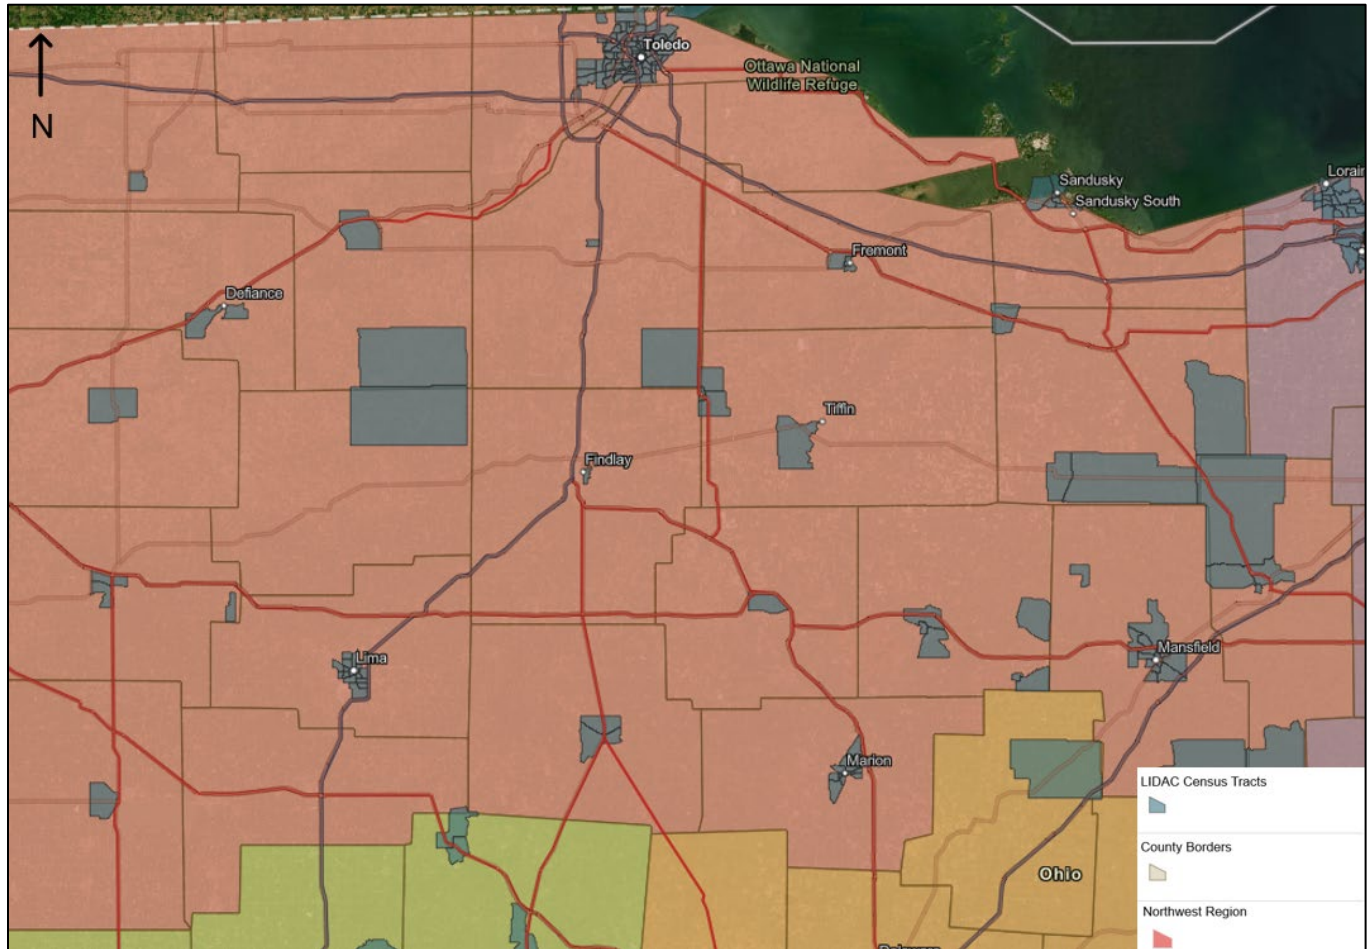 N
Toledo
Ottawa National
Wildlife Refuge
Sandusky
Sandusky South
Lorain
Fremont
Defiance
Tiffin
Findlay
Lima
Mansfield
Marion
Ohio
LIDAC Census Tracts
County Borders
Northwest Region